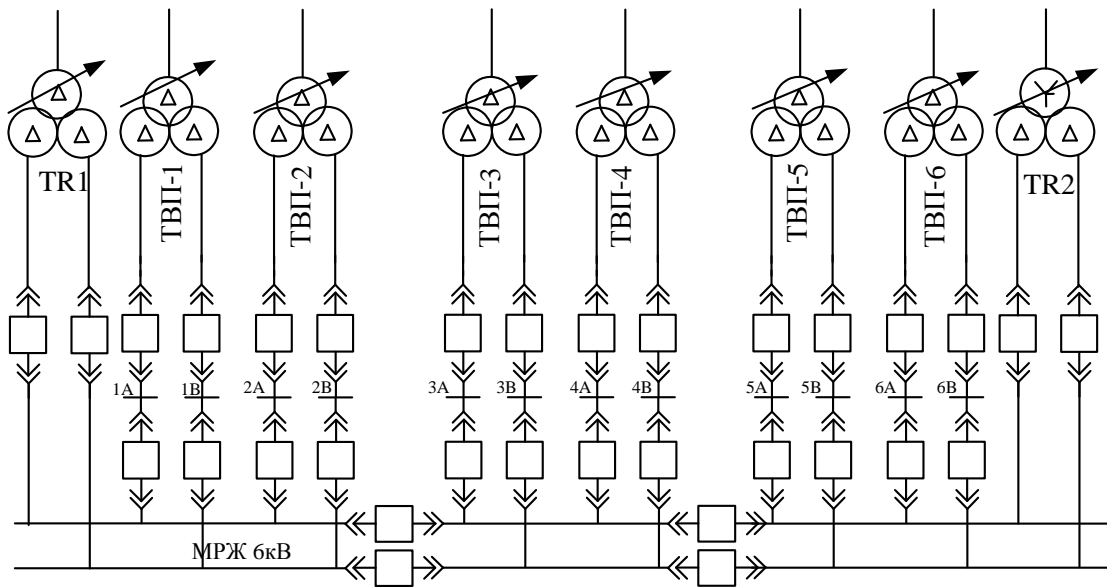 TR1
ТВП-1
ТВП-2
ТВП-3
ТВП-4
ТВП-5
ТВП-6
TR2
1A
1B
2A
2B
3A
3B
4A
4B
5A
5B
6A
6B
МРЖ 6кВ